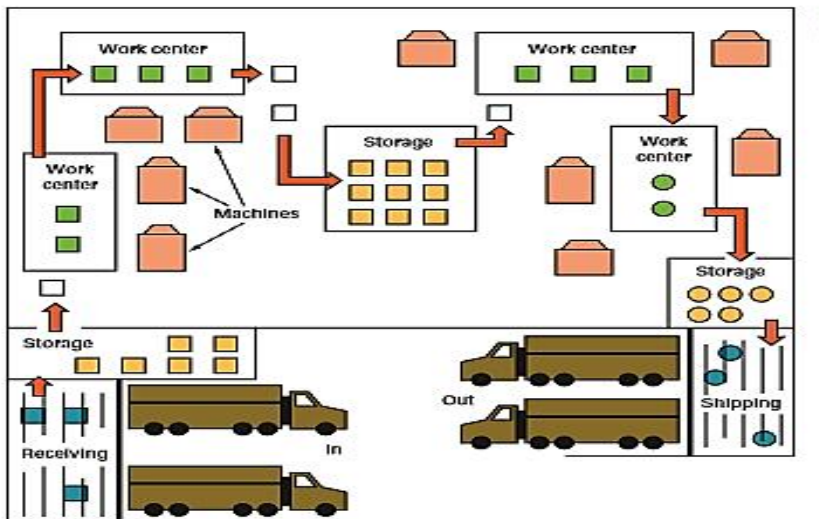 Work center
Work center
Storage
Work
center
Work
center
Machines
Storage
Storage
Out
Shipping
In
Receiving